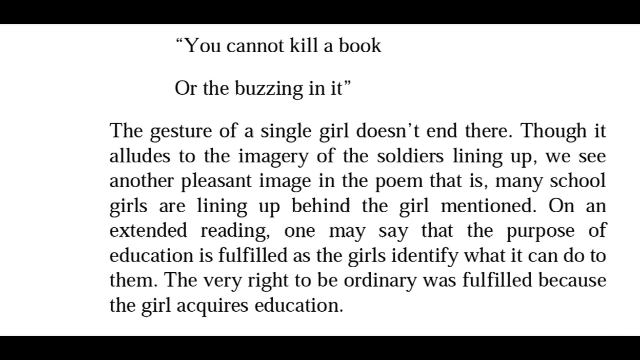 “You cannot kill a book
Or the buzzing in it”
The gesture of a single girl doesn’t end there. Though it
alludes to the imagery of the soldiers lining up, we see
another pleasant image in the poem that is, many school
girls are lining up behind the girl mentioned. On an
extended reading, one may say that the purpose of
education is fulfilled as the girls identify what it can do to
them. The very right to be ordinary was fulfilled because
the girl acquires education.